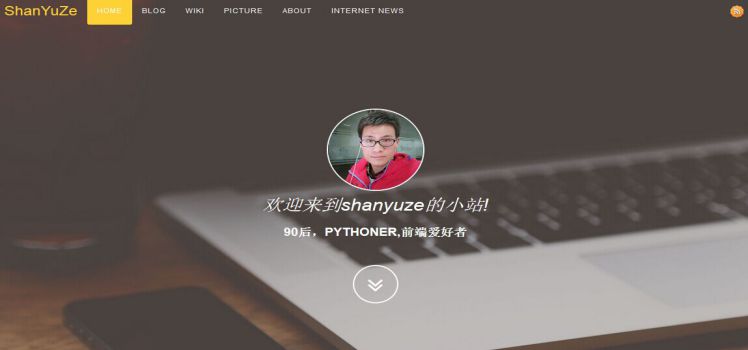 ShanYuZe
HOME BLOG WIKI PICTURE ABOUT INTERNET NEWS
欢迎来到shanyuze的小站!
90后，PYTHONER,前端爱好者